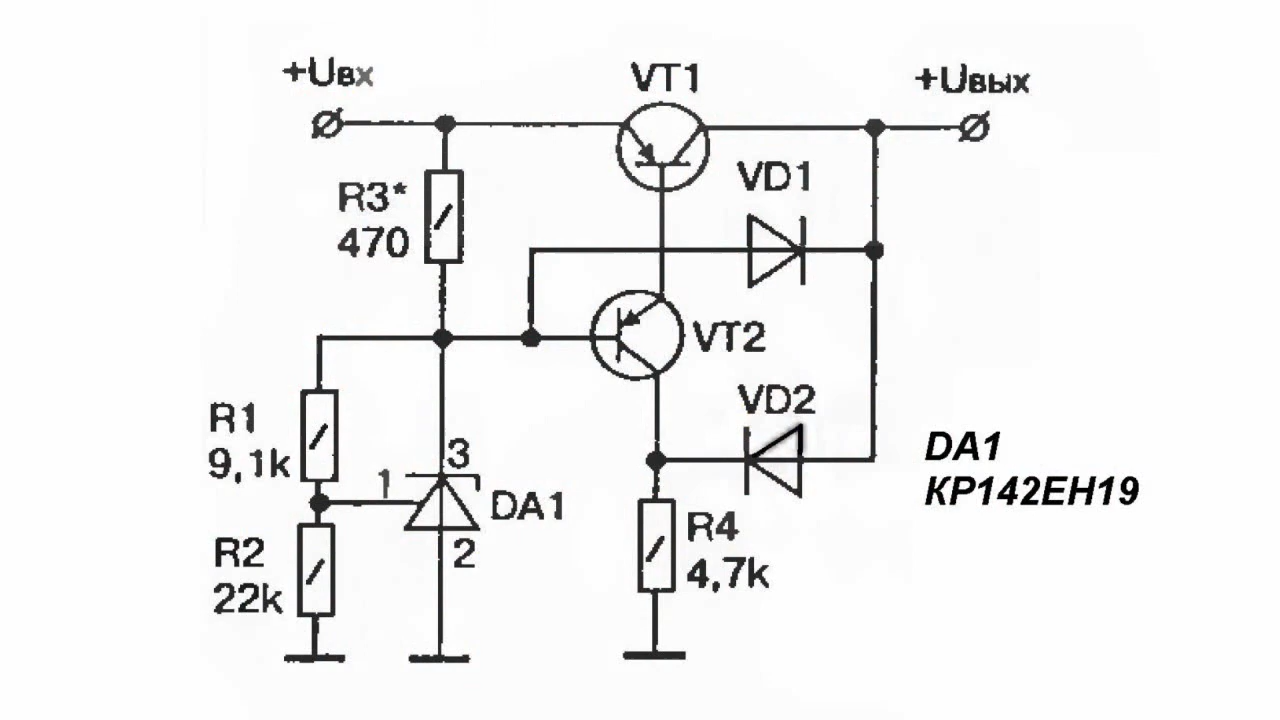 +Uвх
VT1
+Uвых
R3*
470
VD1
VT2
R1
9,1k
VD2
3
1
DA1
2
R2
22k
R4
4,7k
DA1
КР142ЕН19